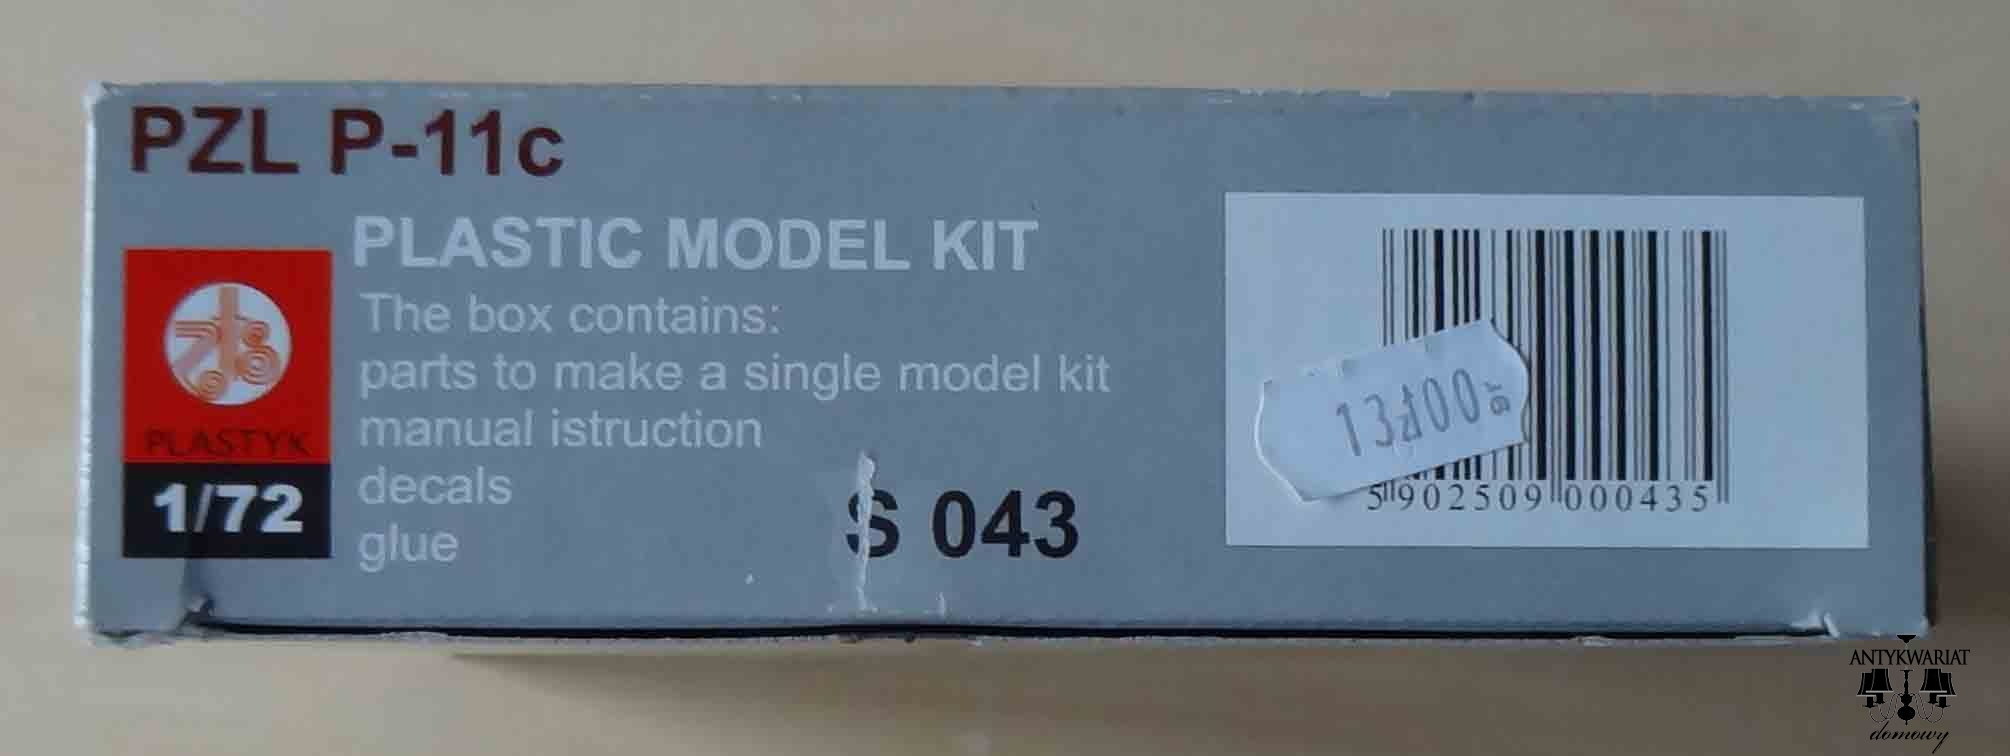 PZL P-11c
PLASTIC MODEL KIT
The box contains:
parts to make a single model kit
manual istruction
decals
glue
PLASTYK
1/72
S 043
13zł00gr
5 902509 000435
ANTYKWARIAT
domowy